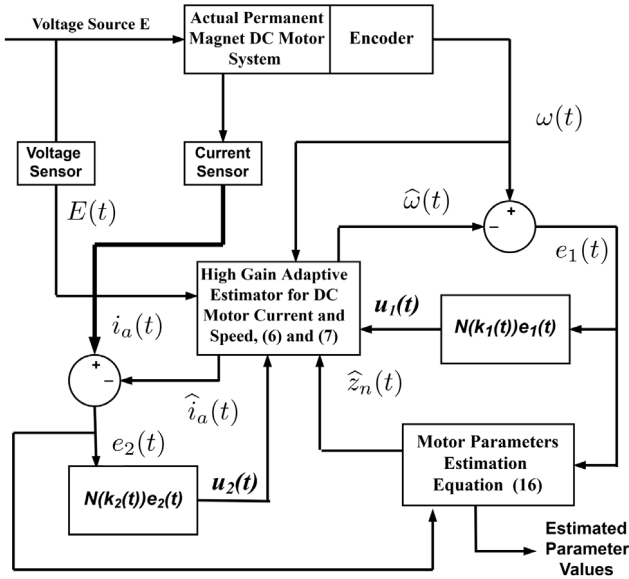 Voltage Source E
Actual Permanent
Magnet DC Motor
System
Encoder
ω(t)
Voltage
Sensor
Current
Sensor
E(t)
ω̂(t)
+
−
e₁(t)
High Gain Adaptive
Estimator for DC
Motor Current and
Speed, (6) and (7)
u₁(t)
N(k₁(t))e₁(t)
iₐ(t)
+
−
îₐ(t)
ẑₙ(t)
e₂(t)
Motor Parameters
Estimation
Equation (16)
N(k₂(t))e₂(t)
u₂(t)
Estimated
Parameter
Values